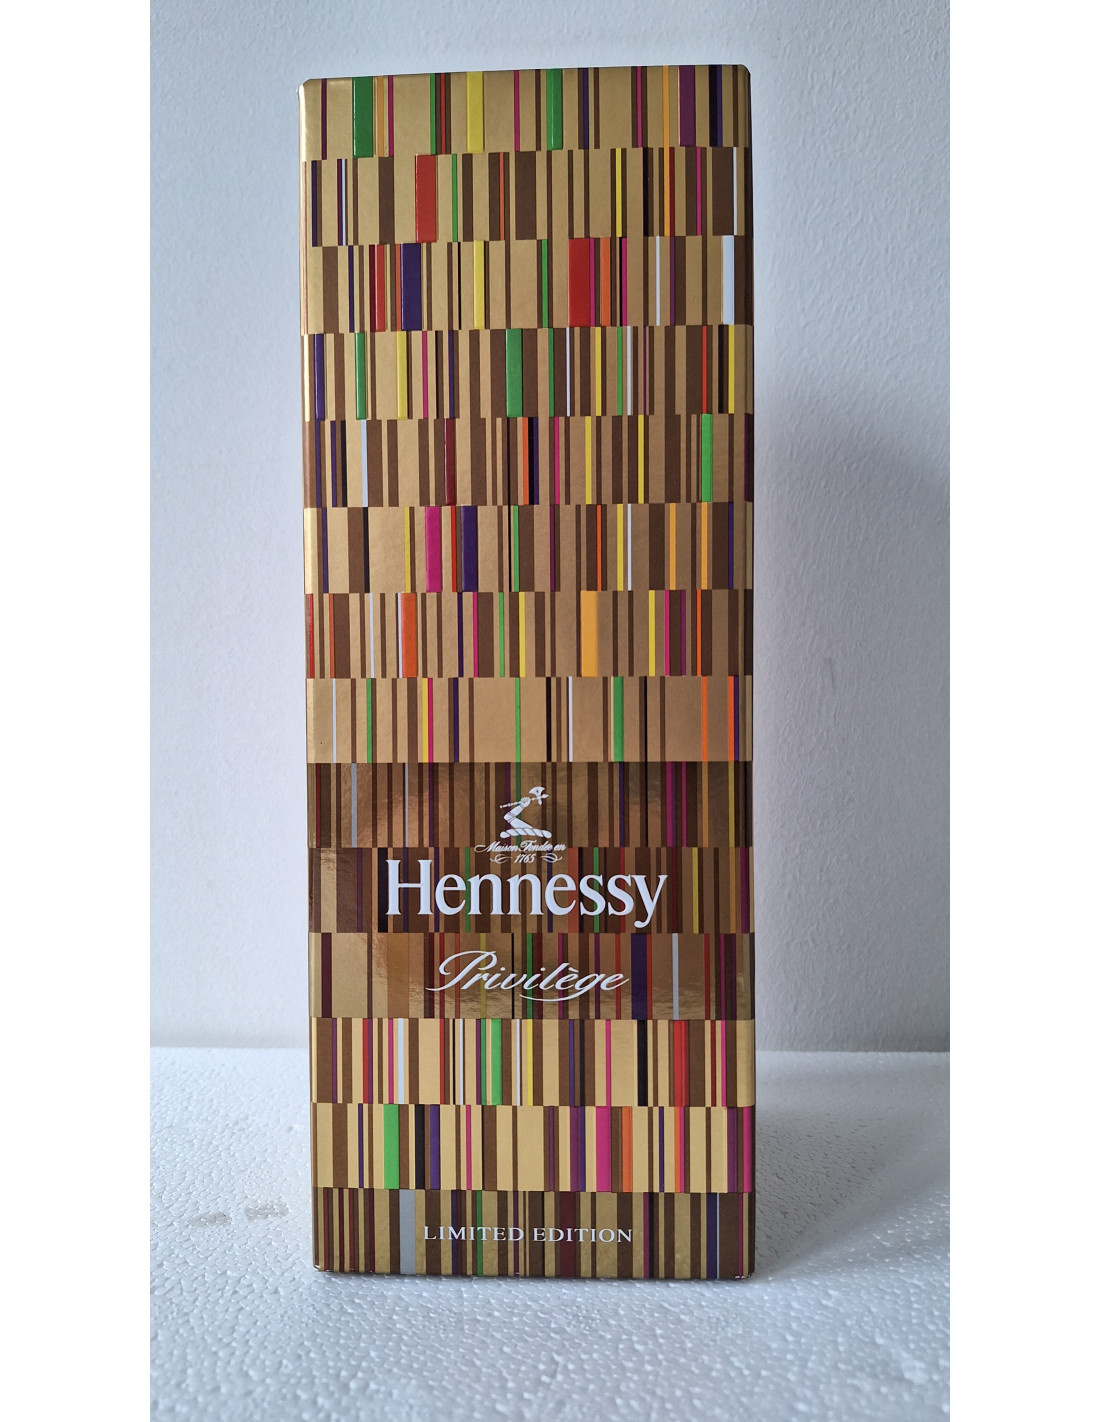 Maison Fondée en
1765
Hennessy
Privilège
LIMITED EDITION